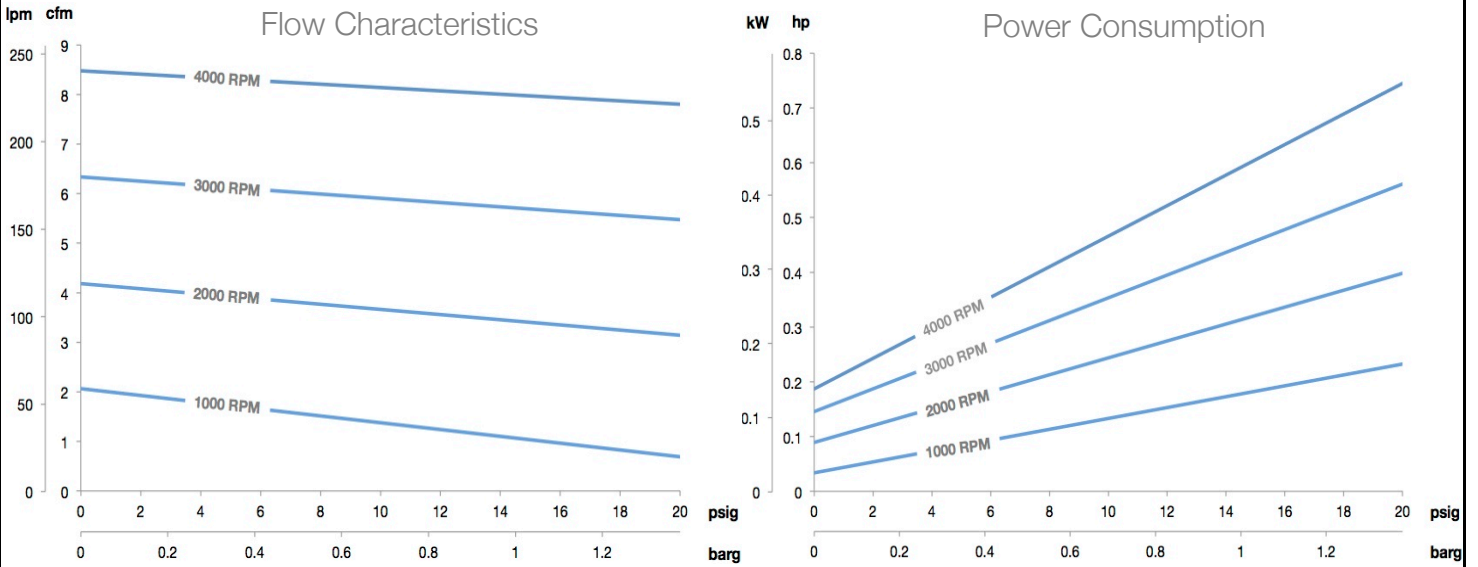 lpm cfm
Flow Characteristics
250
200
150
100
50
0
9
8
7
6
5
4
3
2
1
0
4000 RPM
3000 RPM
2000 RPM
1000 RPM
0 2 4 6 8 10 12 14 16 18 20 psig
0 0.2 0.4 0.6 0.8 1 1.2 barg
kW hp
Power Consumption
0.5
0.4
0.3
0.2
0.1
0
0.8
0.7
0.6
0.5
0.4
0.3
0.2
0.1
0
4000 RPM
3000 RPM
2000 RPM
1000 RPM
0 2 4 6 8 10 12 14 16 18 20 psig
0 0.2 0.4 0.6 0.8 1 1.2 barg